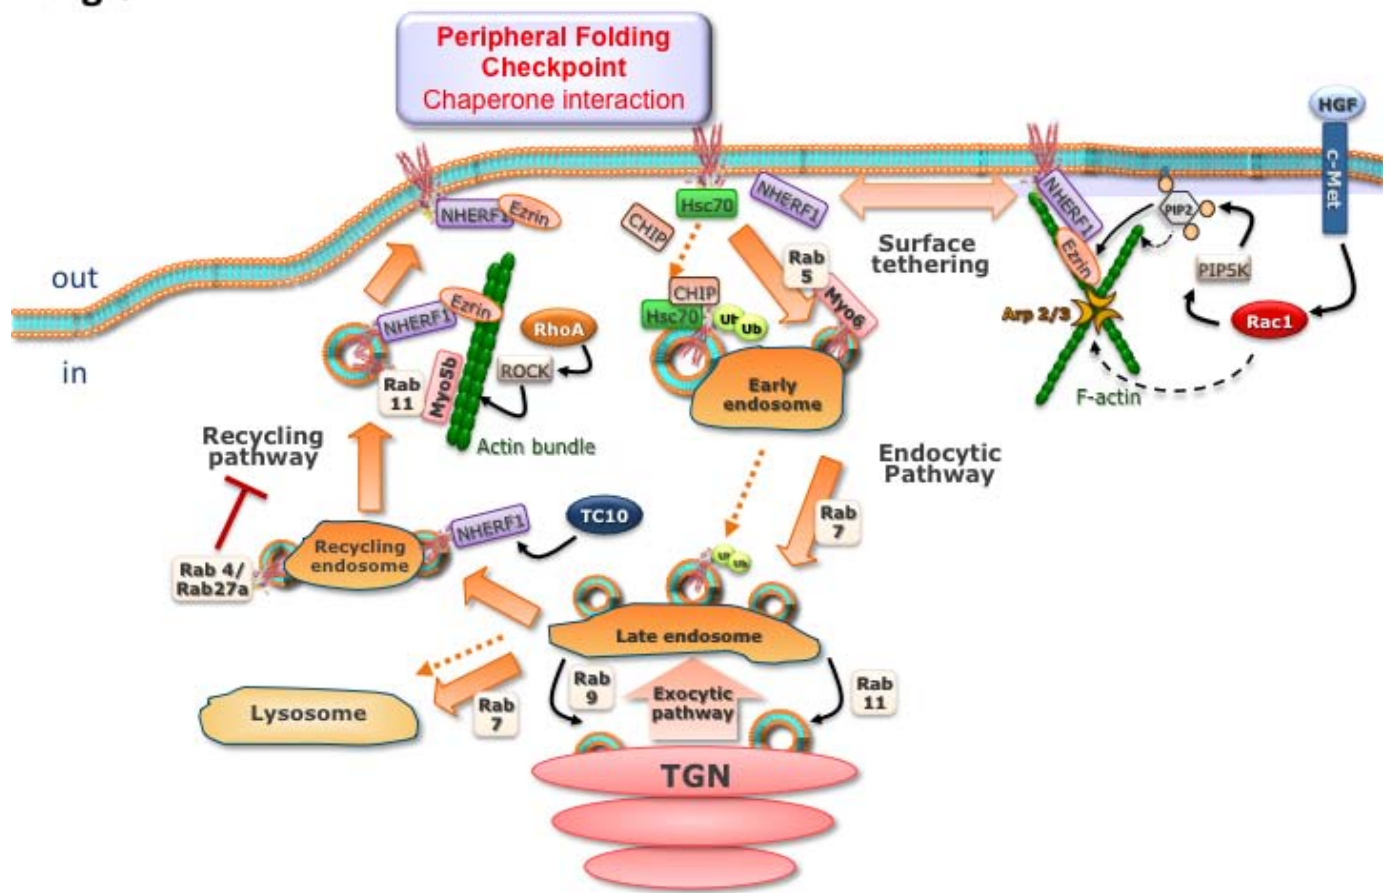 Peripheral Folding
Checkpoint
Chaperone interaction
HGF
c-Met
NHERF1
Ezrin
Hsc70
NHERF1
NHERF1
PIP2
CHIP
Surface
tethering
out
Rab
5
PIP5K
Ezrin
Ezrin
CHIP
Myo6
Hsc70
Ub
Ub
NHERF1
RhoA
Arp 2/3
Rac1
in
ROCK
Rab
11
Myo5b
Early
endosome
F-actin
Recycling
pathway
Actin bundle
Endocytic
Pathway
NHERF1
TC10
Rab
7
Recycling
endosome
Rab 4/
Rab27a
Ub
Ub
Late endosome
Rab
9
Exocytic
pathway
Rab
11
Lysosome
Rab
7
TGN